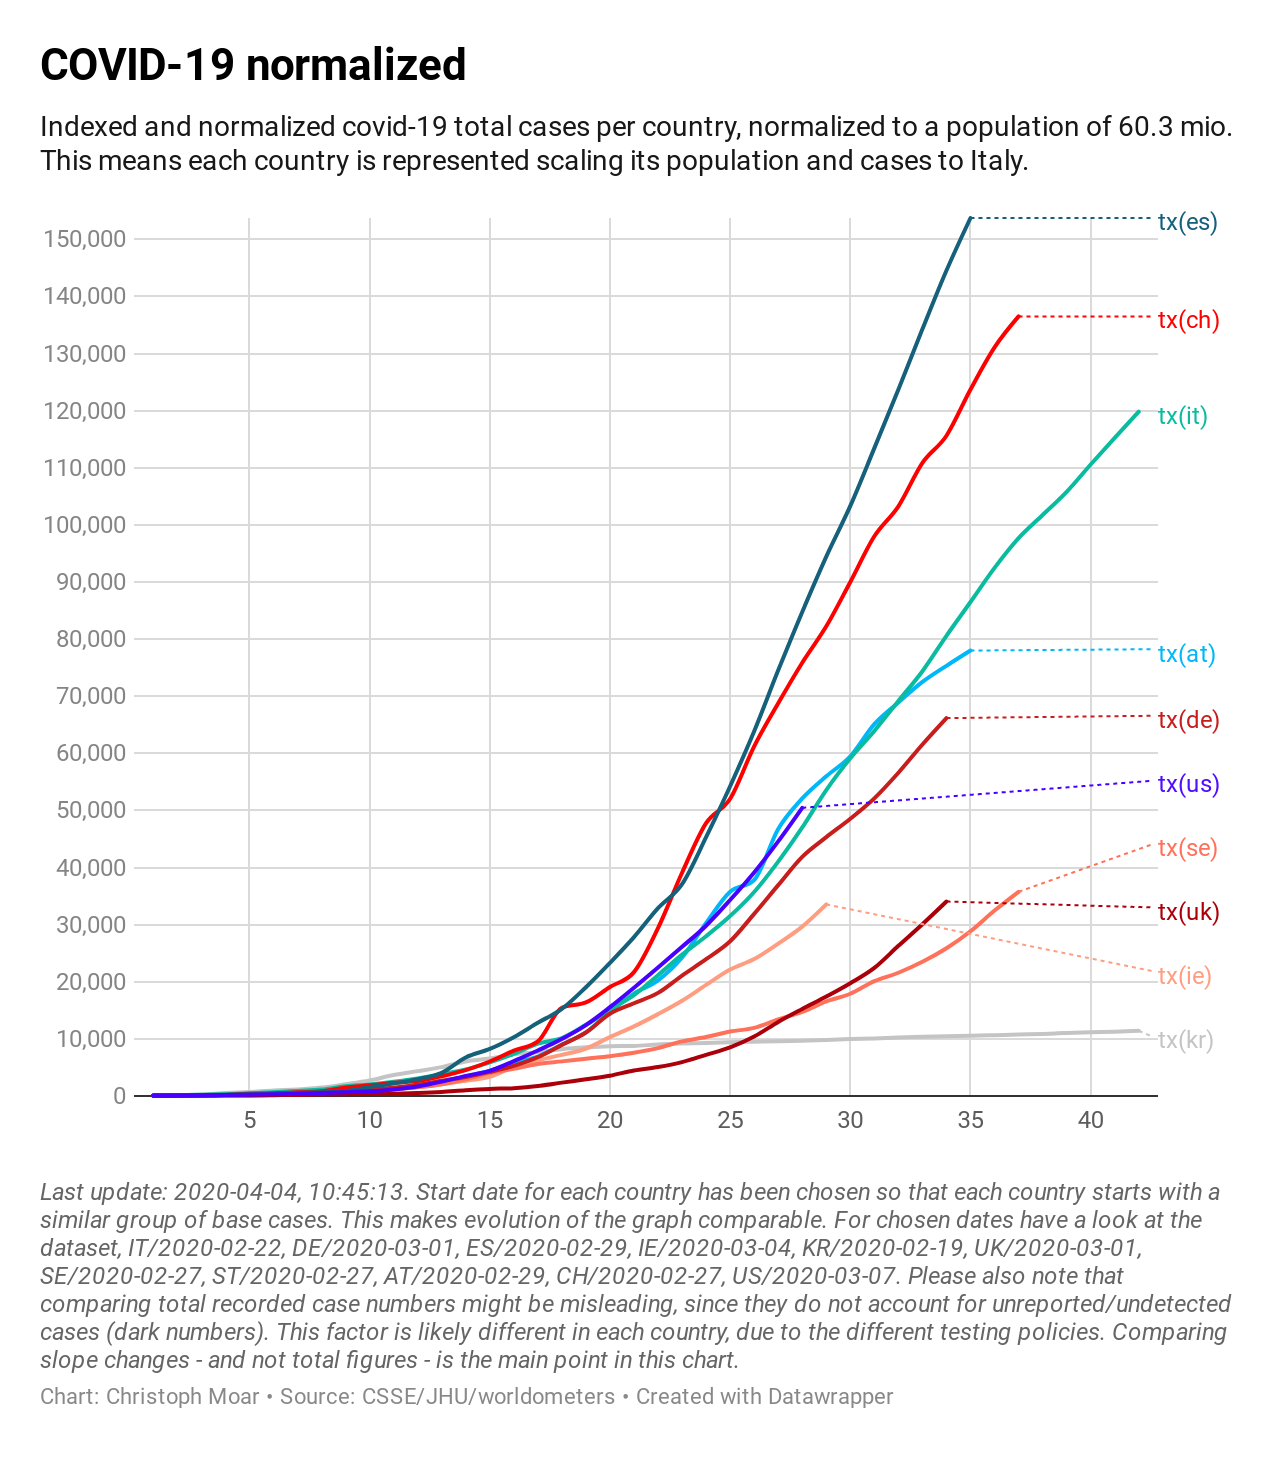 COVID-19 normalized
Indexed and normalized covid-19 total cases per country, normalized to a population of 60.3 mio.
This means each country is represented scaling its population and cases to Italy.
150,000
140,000
130,000
120,000
110,000
100,000
90,000
80,000
70,000
60,000
50,000
40,000
30,000
20,000
10,000
0
tx(es)
tx(ch)
tx(it)
tx(at)
tx(de)
tx(us)
tx(se)
tx(uk)
tx(ie)
tx(kr)
5 10 15 20 25 30 35 40
Last update: 2020-04-04, 10:45:13. Start date for each country has been chosen so that each country starts with a
similar group of base cases. This makes evolution of the graph comparable. For chosen dates have a look at the
dataset, IT/2020-02-22, DE/2020-03-01, ES/2020-02-29, IE/2020-03-04, KR/2020-02-19, UK/2020-03-01,
SE/2020-02-27, ST/2020-02-27, AT/2020-02-29, CH/2020-02-27, US/2020-03-07. Please also note that
comparing total recorded case numbers might be misleading, since they do not account for unreported/undetected
cases (dark numbers). This factor is likely different in each country, due to the different testing policies. Comparing
slope changes - and not total figures - is the main point in this chart.
Chart: Christoph Moar • Source: CSSE/JHU/worldometers • Created with Datawrapper